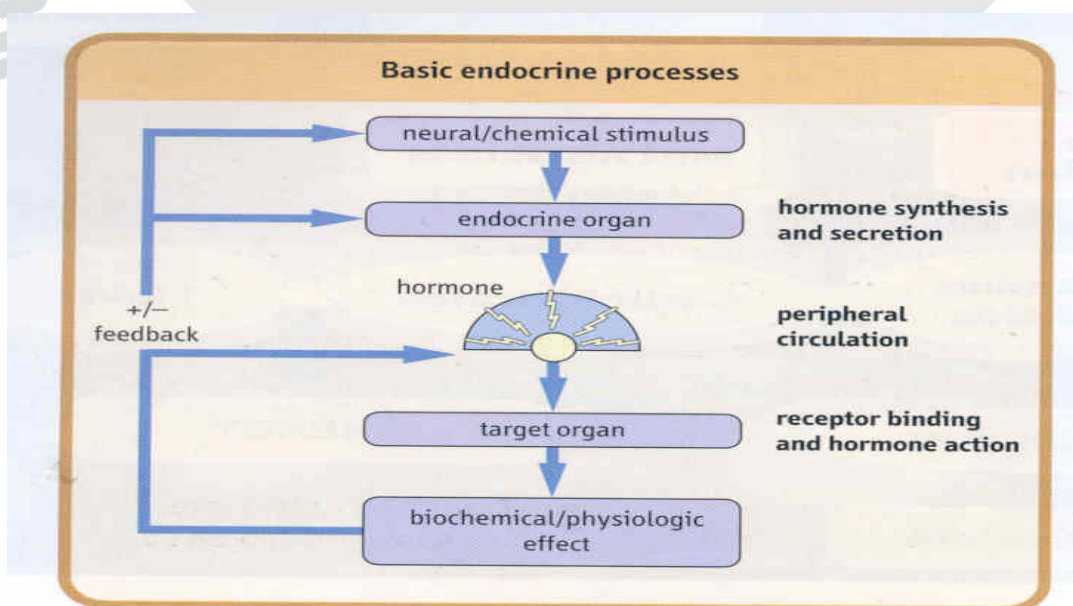 Basic endocrine processes
neural/chemical stimulus
endocrine organ
hormone synthesis
and secretion
hormone
+/−
feedback
peripheral
circulation
target organ
receptor binding
and hormone action
biochemical/physiologic
effect